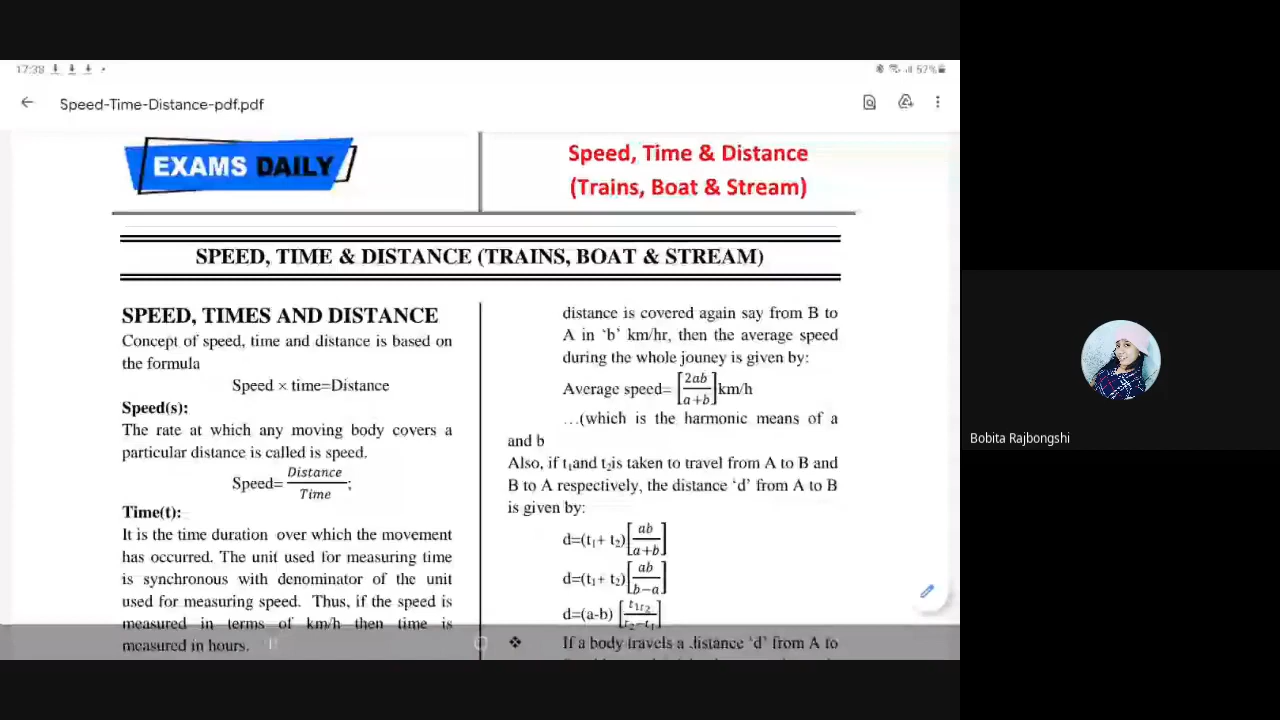 17:38
52%
Speed-Time-Distance-pdf.pdf
EXAMS DAILY
Speed, Time & Distance
(Trains, Boat & Stream)
SPEED, TIME & DISTANCE (TRAINS, BOAT & STREAM)
SPEED, TIMES AND DISTANCE
Concept of speed, time and distance is based on
the formula
Speed × time=Distance
Speed(s):
The rate at which any moving body covers a
particular distance is called is speed.
Speed= Distance
Time ;
Time(t):
It is the time duration over which the movement
has occurred. The unit used for measuring time
is synchronous with denominator of the unit
used for measuring speed. Thus, if the speed is
measured in terms of km/h then time is
measured in hours.
distance is covered again say from B to
A in ‘b’ km/hr, then the average speed
during the whole jouney is given by:
Average speed= [2ab/a+b]km/h
…(which is the harmonic means of a
and b
Also, if t₁and t₂is taken to travel from A to B and
B to A respectively, the distance ‘d’ from A to B
is given by:
d=(t₁+ t₂)[ab/a+b]
d=(t₁+ t₂)[ab/b−a]
d=(a-b) [t₁t₂/t₂−t₁]
❖ If a body travels a distance ‘d’ from A to
Bobita Rajbongshi